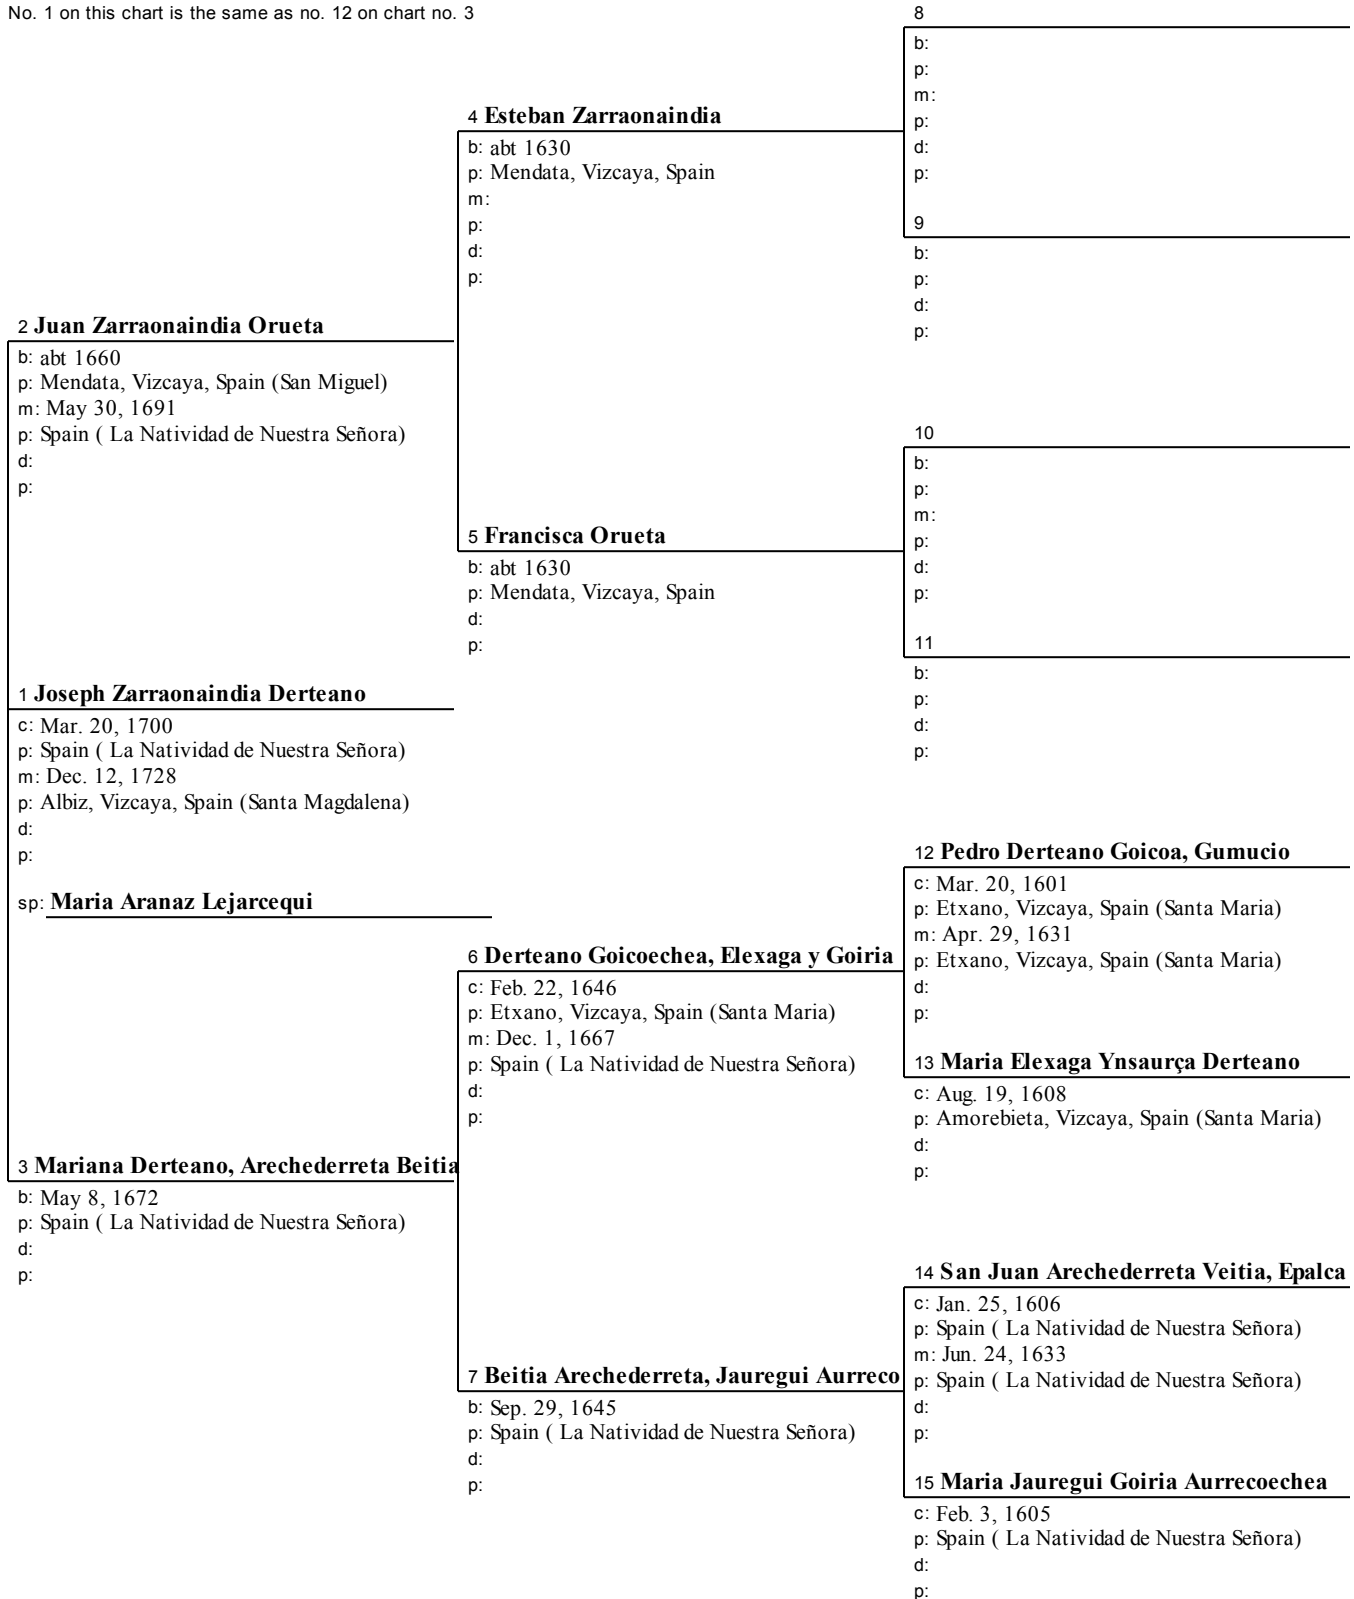 No. 1 on this chart is the same as no. 12 on chart no. 3
8
b:
p:
m:
p:
d:
p:
4 Esteban Zarraonaindia
b: abt 1630
p: Mendata, Vizcaya, Spain
m:
p:
d:
p:
9
b:
p:
d:
p:
2 Juan Zarraonaindia Orueta
b: abt 1660
p: Mendata, Vizcaya, Spain (San Miguel)
m: May 30, 1691
p: Spain ( La Natividad de Nuestra Señora)
d:
p:
10
b:
p:
m:
p:
d:
p:
5 Francisca Orueta
b: abt 1630
p: Mendata, Vizcaya, Spain
d:
p:
11
b:
p:
d:
p:
1 Joseph Zarraonaindia Derteano
c: Mar. 20, 1700
p: Spain ( La Natividad de Nuestra Señora)
m: Dec. 12, 1728
p: Albiz, Vizcaya, Spain (Santa Magdalena)
d:
p:
sp: Maria Aranaz Lejarcequi
12 Pedro Derteano Goicoa, Gumucio
c: Mar. 20, 1601
p: Etxano, Vizcaya, Spain (Santa Maria)
m: Apr. 29, 1631
p: Etxano, Vizcaya, Spain (Santa Maria)
d:
p:
6 Derteano Goicoechea, Elexaga y Goiria
c: Feb. 22, 1646
p: Etxano, Vizcaya, Spain (Santa Maria)
m: Dec. 1, 1667
p: Spain ( La Natividad de Nuestra Señora)
d:
p:
13 Maria Elexaga Ynsaurça Derteano
c: Aug. 19, 1608
p: Amorebieta, Vizcaya, Spain (Santa Maria)
d:
p:
3 Mariana Derteano, Arechederreta Beitia
b: May 8, 1672
p: Spain ( La Natividad de Nuestra Señora)
d:
p:
14 San Juan Arechederreta Veitia, Epalca
c: Jan. 25, 1606
p: Spain ( La Natividad de Nuestra Señora)
m: Jun. 24, 1633
p: Spain ( La Natividad de Nuestra Señora)
d:
p:
7 Beitia Arechederreta, Jauregui Aurreco
b: Sep. 29, 1645
p: Spain ( La Natividad de Nuestra Señora)
d:
p:
15 Maria Jauregui Goiria Aurrecoechea
c: Feb. 3, 1605
p: Spain ( La Natividad de Nuestra Señora)
d:
p: